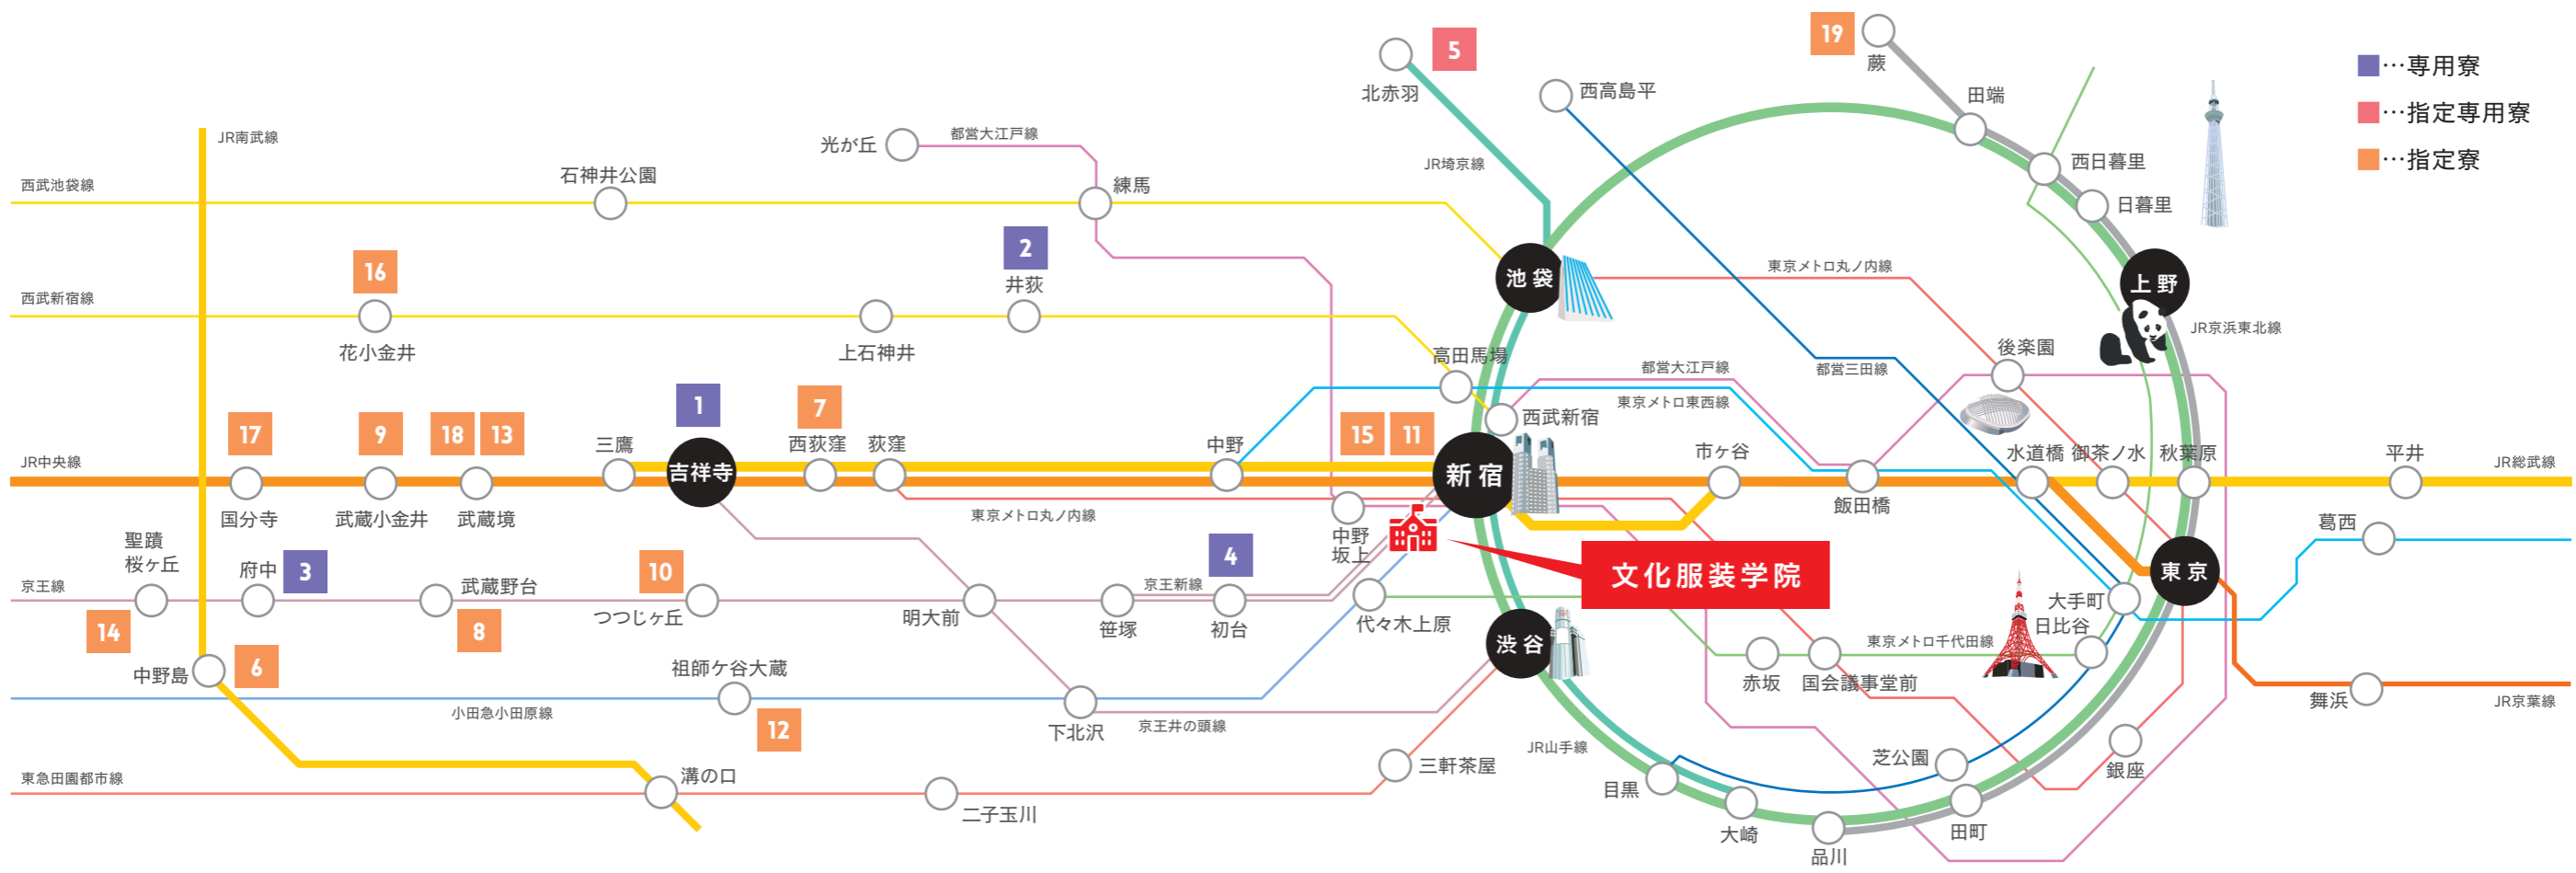 19
蕨
5
北赤羽
西高島平
…専用寮
…指定専用寮
…指定寮
田端
JR南武線
光が丘
都営大江戸線
JR埼京線
西日暮里
西武池袋線
石神井公園
練馬
日暮里
2
井荻
16
池袋
東京メトロ丸ノ内線
上野
西武新宿線
花小金井
上石神井
JR京浜東北線
高田馬場
都営大江戸線
都営三田線
後楽園
東京メトロ東西線
1
7
西武新宿
17
9
18
13
三鷹
吉祥寺
西荻窪
荻窪
中野
15
11
新宿
市ヶ谷
水道橋
御茶ノ水
秋葉原
平井
JR中央線
JR総武線
国分寺
武蔵小金井
武蔵境
東京メトロ丸ノ内線
中野
坂上
飯田橋
葛西
聖蹟
桜ヶ丘
府中
3
武蔵野台
10
つつじヶ丘
4
京王線
京王新線
文化服装学院
東京
14
8
明大前
笹塚
初台
代々木上原
大手町
日比谷
渋谷
東京メトロ千代田線
中野島
6
祖師ケ谷大蔵
赤坂
国会議事堂前
舞浜
JR京葉線
小田急小田原線
12
下北沢
京王井の頭線
JR山手線
三軒茶屋
芝公園
銀座
東急田園都市線
溝の口
二子玉川
目黒
大崎
品川
田町